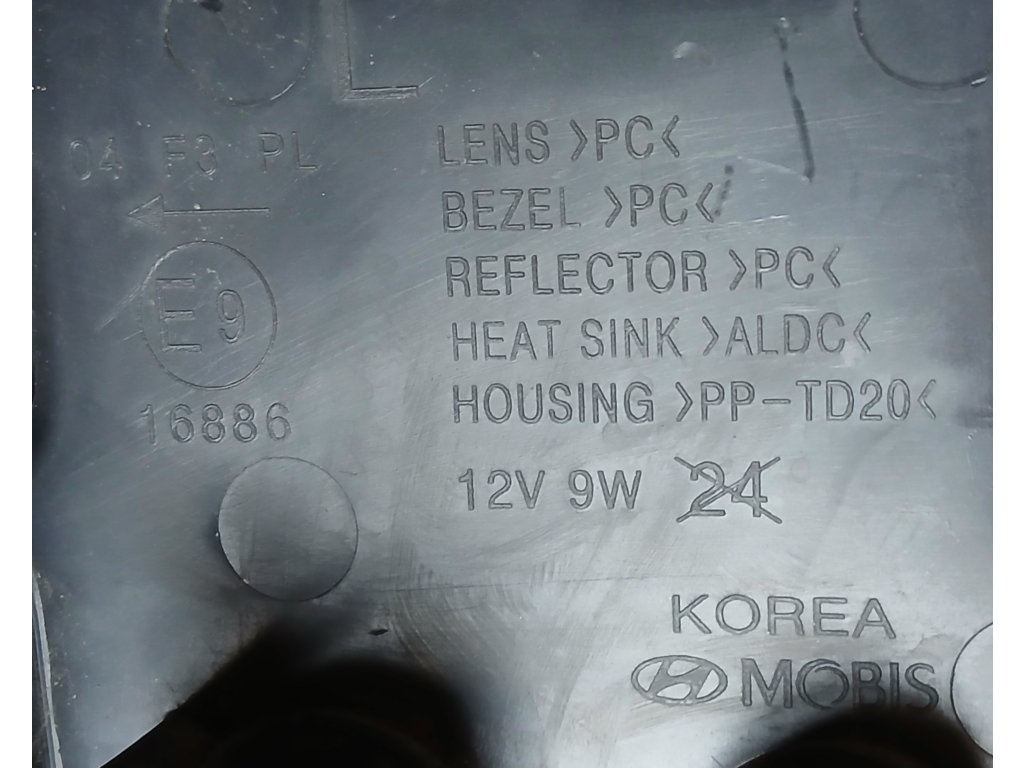 L
04 F3 PL
E9
16886
LENS >PC<
BEZEL >PC<
REFLECTOR >PC<
HEAT SINK >ALDC<
HOUSING >PP-TD20<
12V 9W 24
KOREA
MOBIS